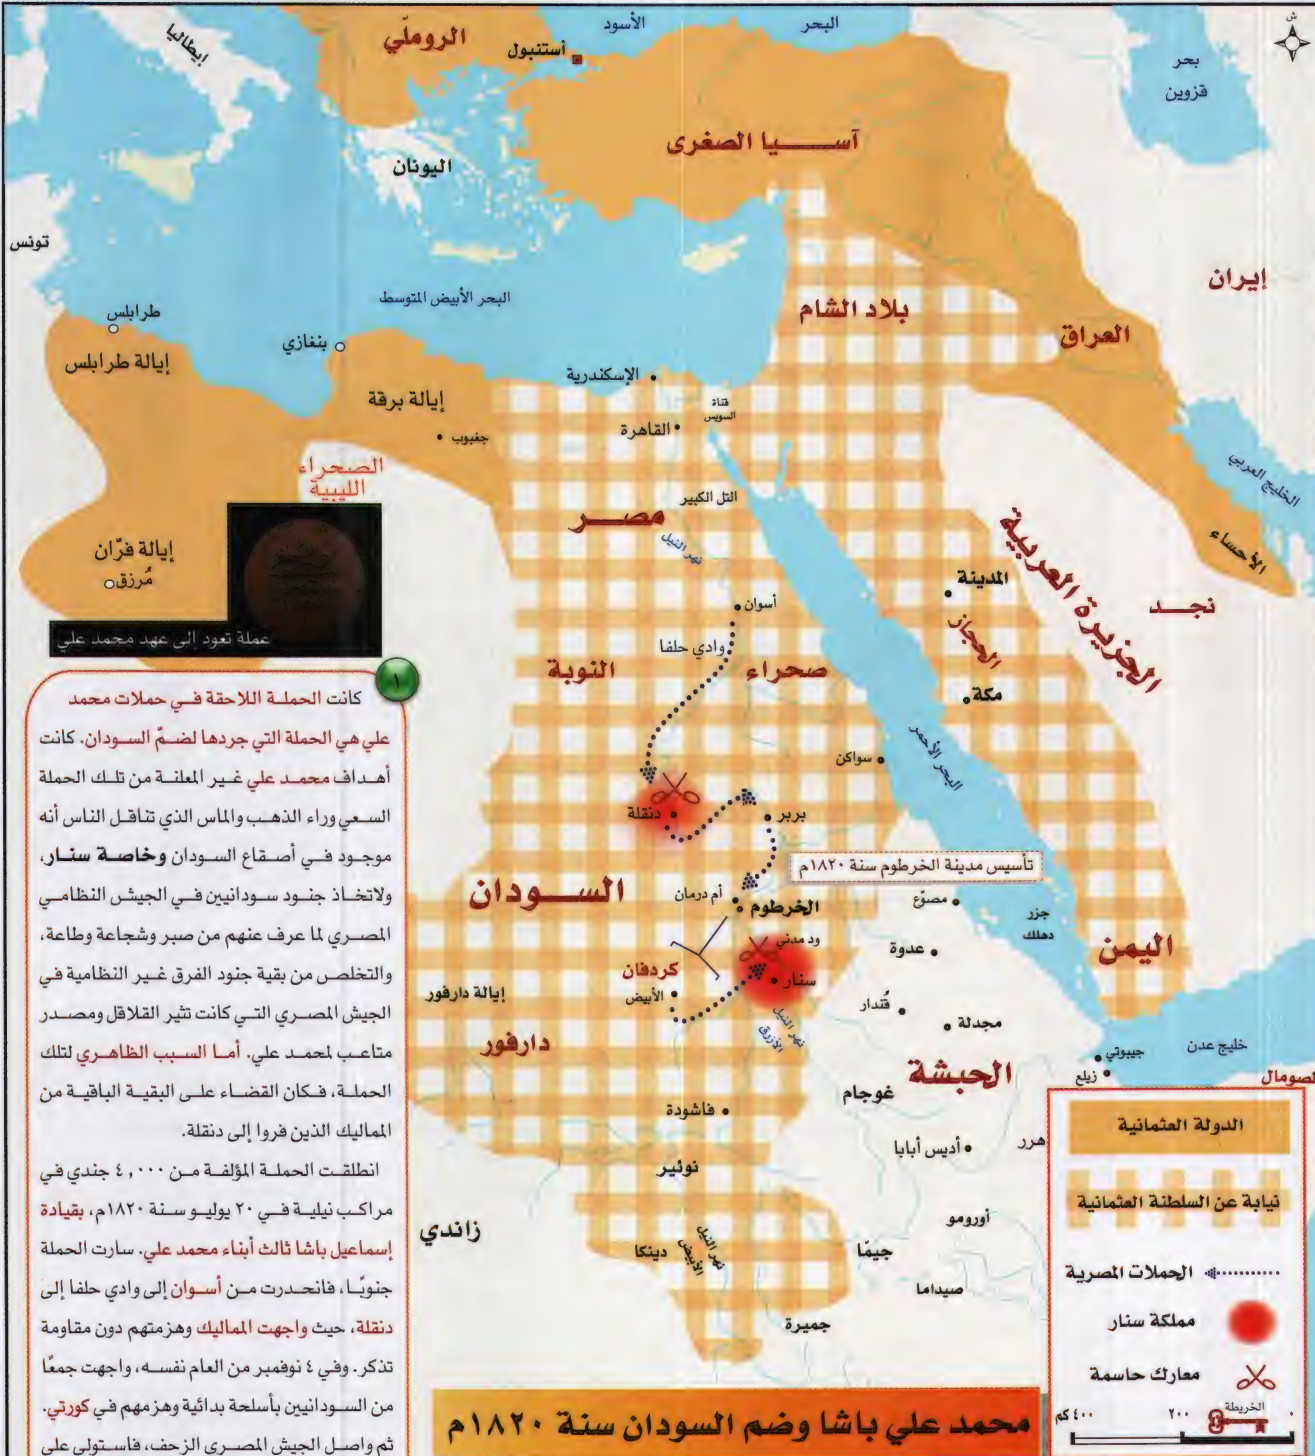 ش
إيطاليا
الروملّي
أستنبول
الأسود
البحر
بحر
قزوين
آسيا الصغرى
اليونان
تونس
إيران
البحر الأبيض المتوسط
بلاد الشام
العراق
طرابلس
بنغازي
إيالة طرابلس
إيالة برقة
جغبوب
الإسكندرية
القاهرة
قناة
السويس
الخليج العربي
الصحراء
الليبية
التل الكبير
مصر
نهر النيل
الأحساء
إيالة فزّان
مُرزق
المدينة
الجزيرة العربية
نجد
الحجاز
أسوان
عملة تعود إلى عهد محمد علي
وادي حلفا
النوبة
صحراء
مكة
البحر الأحمر
سواكن
دنقلة
بربر
تأسيس مدينة الخرطوم سنة ١٨٢٠م
السودان
أم درمان
الخرطوم
مصوّع
جزر
دهلك
اليمن
ود مدني
عدوة
كردفان
سنار
الأبيض
إيالة دارفور
قُندار
مجدلة
نهر النيل
الأزرق
دارفور
خليج عدن
جيبوتي
زيلع
الصومال
الحبشة
غوجام
فاشودة
أديس أبابا
هرر
نوئير
زاندي
أورومو
نهر النيل
الأبيض
دينكا
جيمّا
صيداما
جميرة
١
كانت الحملة اللاحقة في حملات محمد
علي هي الحملة التي جردها لضمّ السودان. كانت
أهداف محمد علي غير المعلنة من تلك الحملة
السعي وراء الذهب والماس الذي تناقل الناس أنه
موجود في أصقاع السودان وخاصة سنار،
ولاتخاذ جنود سودانيين في الجيش النظامي
المصري لما عرف عنهم من صبر وشجاعة وطاعة،
والتخلص من بقية جنود الفرق غير النظامية في
الجيش المصري التي كانت تثير القلاقل ومصدر
متاعب لمحمد علي. أما السبب الظاهري لتلك
الحملة، فكان القضاء على البقية الباقية من
المماليك الذين فروا إلى دنقلة.
انطلقت الحملة المؤلفة من ٤,٠٠٠ جندي في
مراكب نيلية في ٢٠ يوليو سنة ١٨٢٠م، بقيادة
إسماعيل باشا ثالث أبناء محمد علي. سارت الحملة
جنوبًا، فانحدرت من أسوان إلى وادي حلفا إلى
دنقلة، حيث واجهت المماليك وهزمتهم دون مقاومة
تذكر. وفي ٤ نوفمبر من العام نفسه، واجهت جمعًا
من السودانيين بأسلحة بدائية وهزمهم في كورتي.
ثم واصل الجيش المصري الزحف، فاستولى على
الدولة العثمانية
نيابة عن السلطنة العثمانية
الحملات المصرية
مملكة سنار
معارك حاسمة
الخريطة
٠ ٢٠٠ ٤٠٠ كم
محمد علي باشا وضم السودان سنة ١٨٢٠م